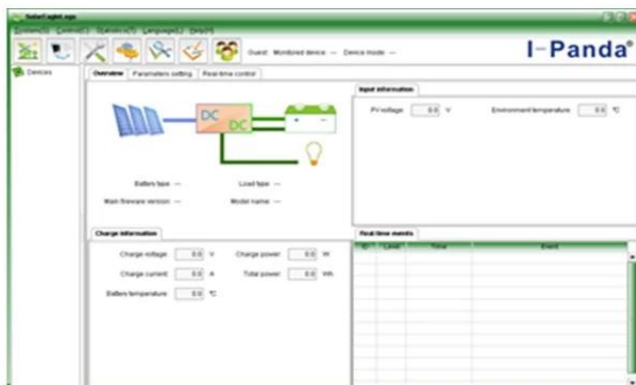 SolarEagleLogo
System(S) Control(C) Statistics(T) Language(L) Help(H)
Guest: Monitored device: --- Device mode: ---
I-Panda®
Devices
Overview Parameters setting Real-time control
DC
DC
Battery type: --- Load type: ---
Main firmware version: --- Model name: ---
Input information
PV voltage: 0.0 V Environment temperature: 0.0 ℃
Charge information
Charge voltage: 0.0 V Charge power: 0.0 W
Charge current: 0.0 A Total power: 0.0 Wh
Battery temperature: 0.0 ℃
Real time events
ID Level Time Event